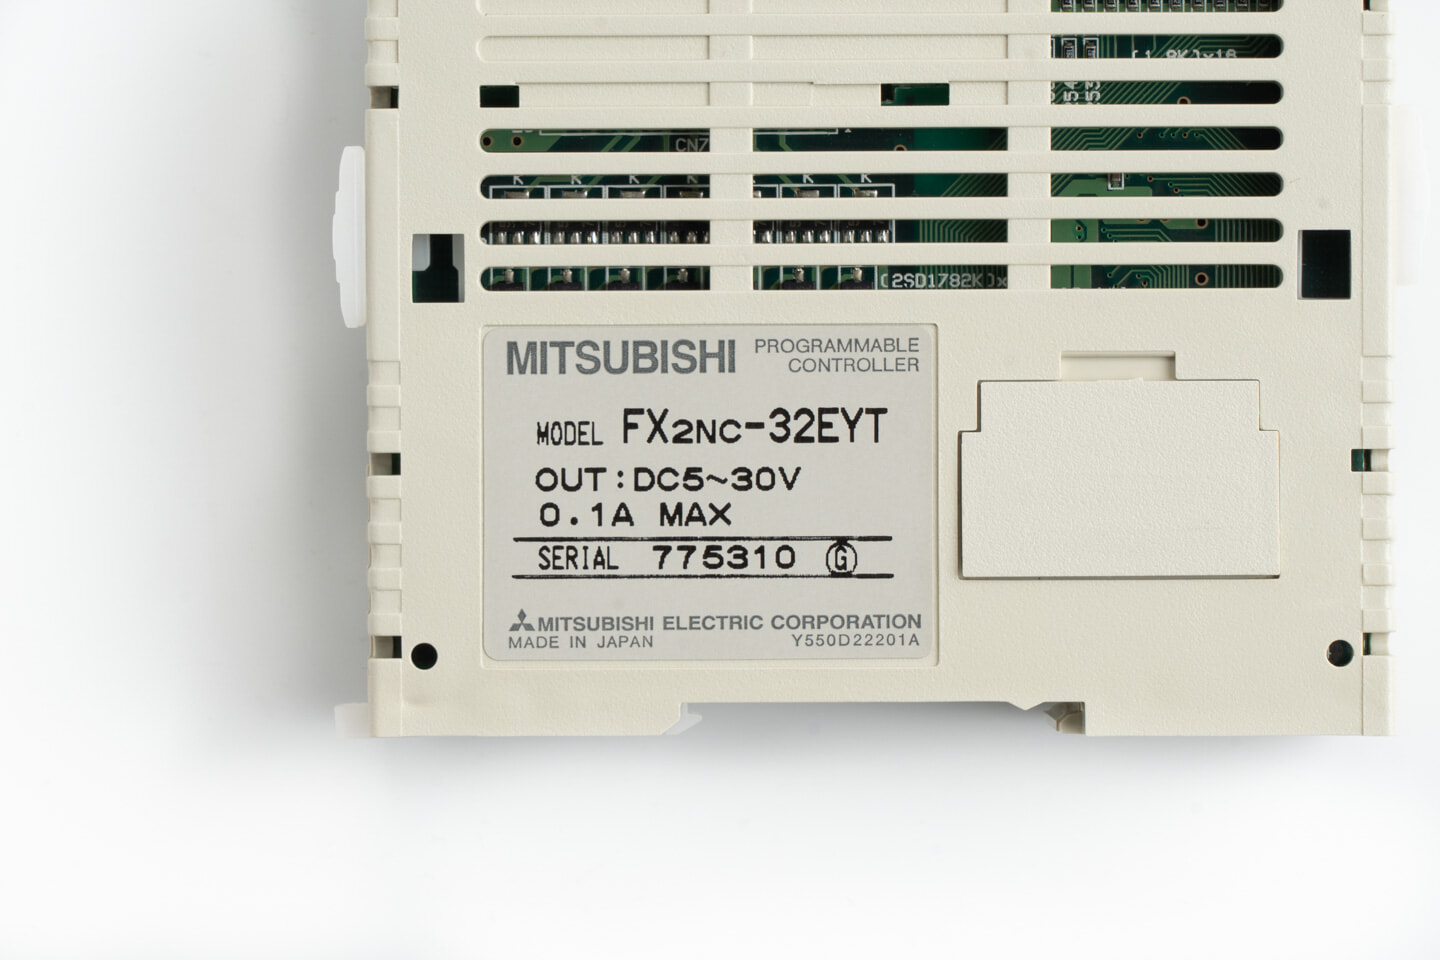 CN7
K K K K K K
2SD1782K
MITSUBISHI PROGRAMMABLE
CONTROLLER
MODEL FX2NC-32EYT
OUT:DC5~30V
0.1A MAX
SERIAL 775310 Ⓖ
MITSUBISHI ELECTRIC CORPORATION
MADE IN JAPAN Y550D22201A